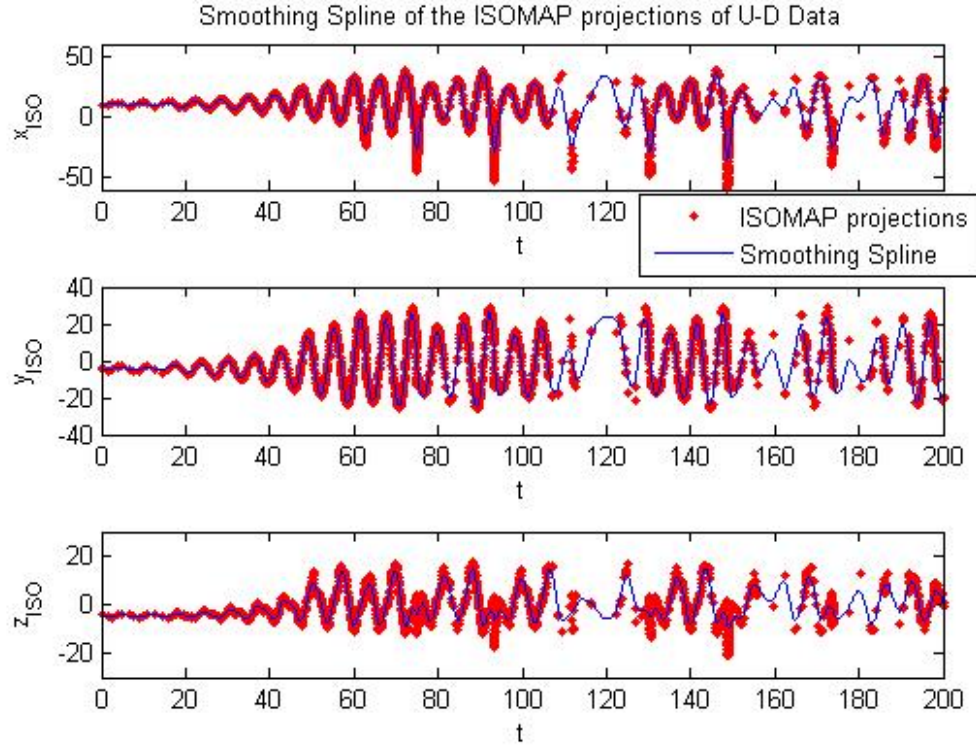 Smoothing Spline of the ISOMAP projections of U-D Data
50
0
-50
x_ISO
0 20 40 60 80 100 120
t
ISOMAP projections
Smoothing Spline
40
20
0
-20
-40
y_ISO
0 20 40 60 80 100 120 140 160 180 200
t
20
0
-20
z_ISO
0 20 40 60 80 100 120 140 160 180 200
t